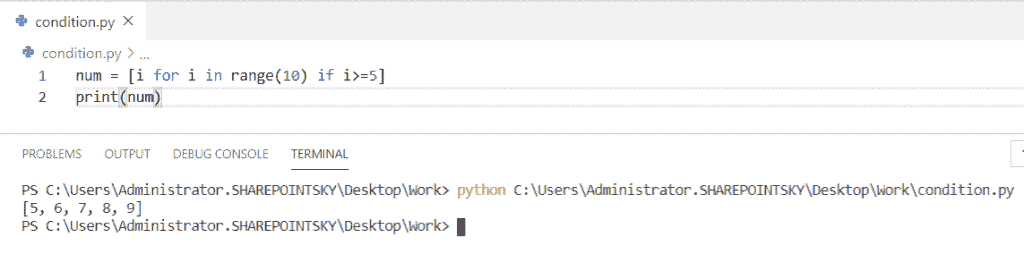 condition.py ×
condition.py > ...
1 num = [i for i in range(10) if i>=5]
2 print(num)
PROBLEMS OUTPUT DEBUG CONSOLE TERMINAL
PS C:\Users\Administrator.SHAREPOINTSKY\Desktop\Work> python C:\Users\Administrator.SHAREPOINTSKY\Desktop\Work\condition.py
[5, 6, 7, 8, 9]
PS C:\Users\Administrator.SHAREPOINTSKY\Desktop\Work>